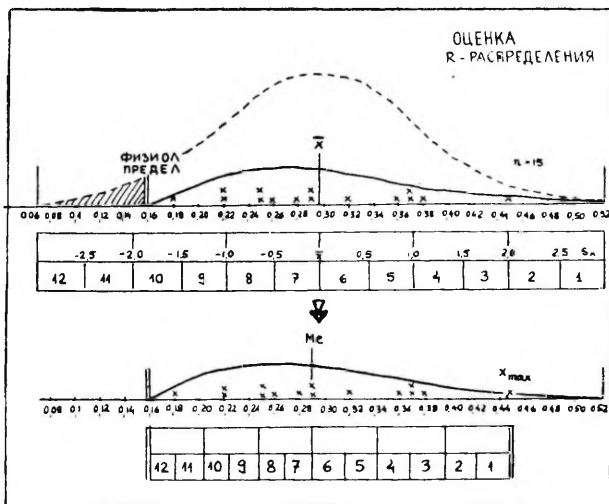 ОЦЕНКА
R - РАСПРЕДЕЛЕНИЯ
ФИЗИОЛ
ПРЕДЕЛ
x̄
n=15
0,06 0,08 0,1 0,12 0,14 0,16 0,18 0,20 0,22 0,24 0,26 0,28 0,30 0,32 0,34 0,36 0,38 0,40 0,42 0,44 0,46 0,48 0,50 0,52
-2,5 -2,0 -1,5 -1,0 -0,5 x̄ 0,5 1,0 1,5 2,0 2,5 Sx
12 11 10 9 8 7 6 5 4 3 2 1
Me
x max
0,08 0,1 0,12 0,14 0,16 0,18 0,20 0,22 0,24 0,26 0,28 0,30 0,32 0,34 0,36 0,38 0,40 0,42 0,44 0,46 0,48 0,50 0,52
12 11 10 9 8 7 6 5 4 3 2 1